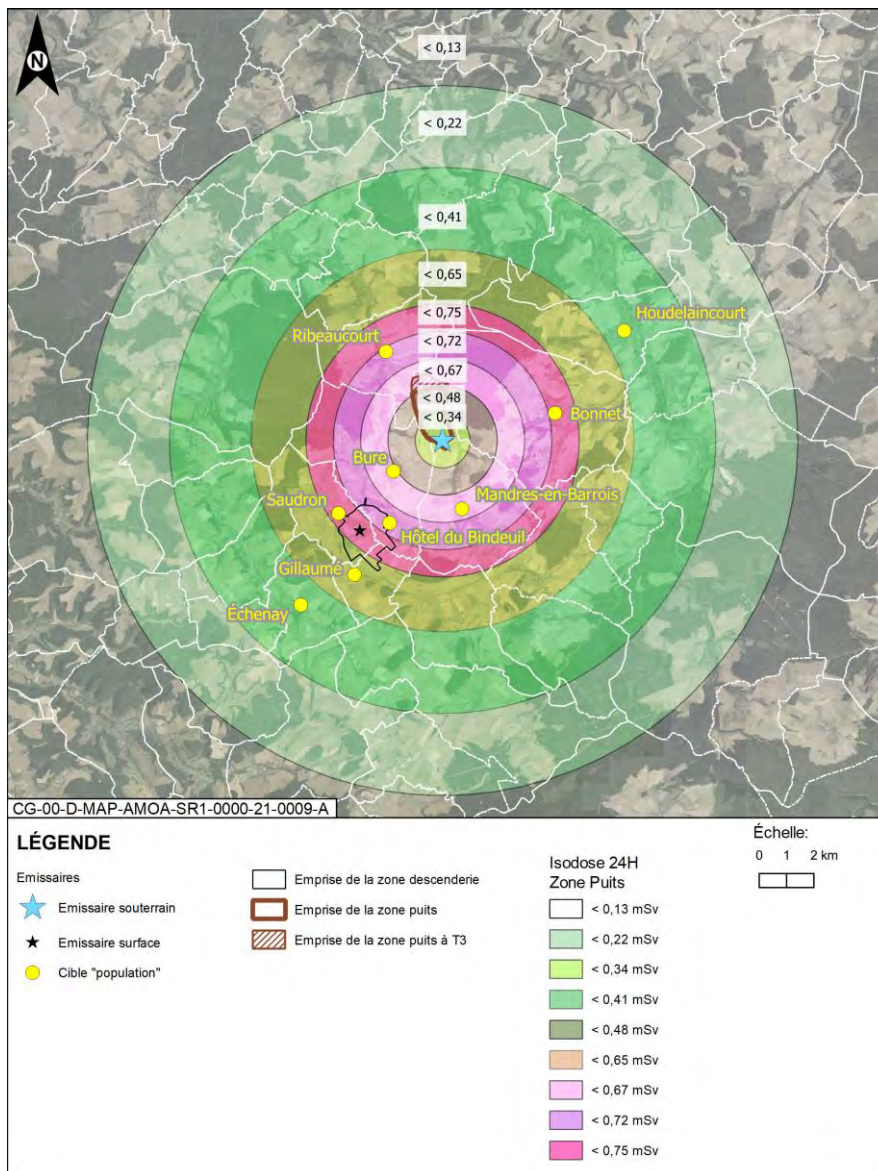 N
< 0,13
< 0,22
< 0,41
< 0,65
< 0,75
< 0,72
< 0,67
< 0,48
< 0,34
Houdelaincourt
Ribeaucourt
Bonnet
Bure
Mandres-en-Barrois
Saudron
Hôtel du Bindeuil
Gillaumé
Échenay
CG-00-D-MAP-AMOA-SR1-0000-21-0009-A
LÉGENDE
Emissaires
Emissaire souterrain
Emissaire surface
Cible "population"
Emprise de la zone descenderie
Emprise de la zone puits
Emprise de la zone puits à T3
Isodose 24H
Zone Puits
< 0,13 mSv
< 0,22 mSv
< 0,34 mSv
< 0,41 mSv
< 0,48 mSv
< 0,65 mSv
< 0,67 mSv
< 0,72 mSv
< 0,75 mSv
Échelle:
0 1 2 km